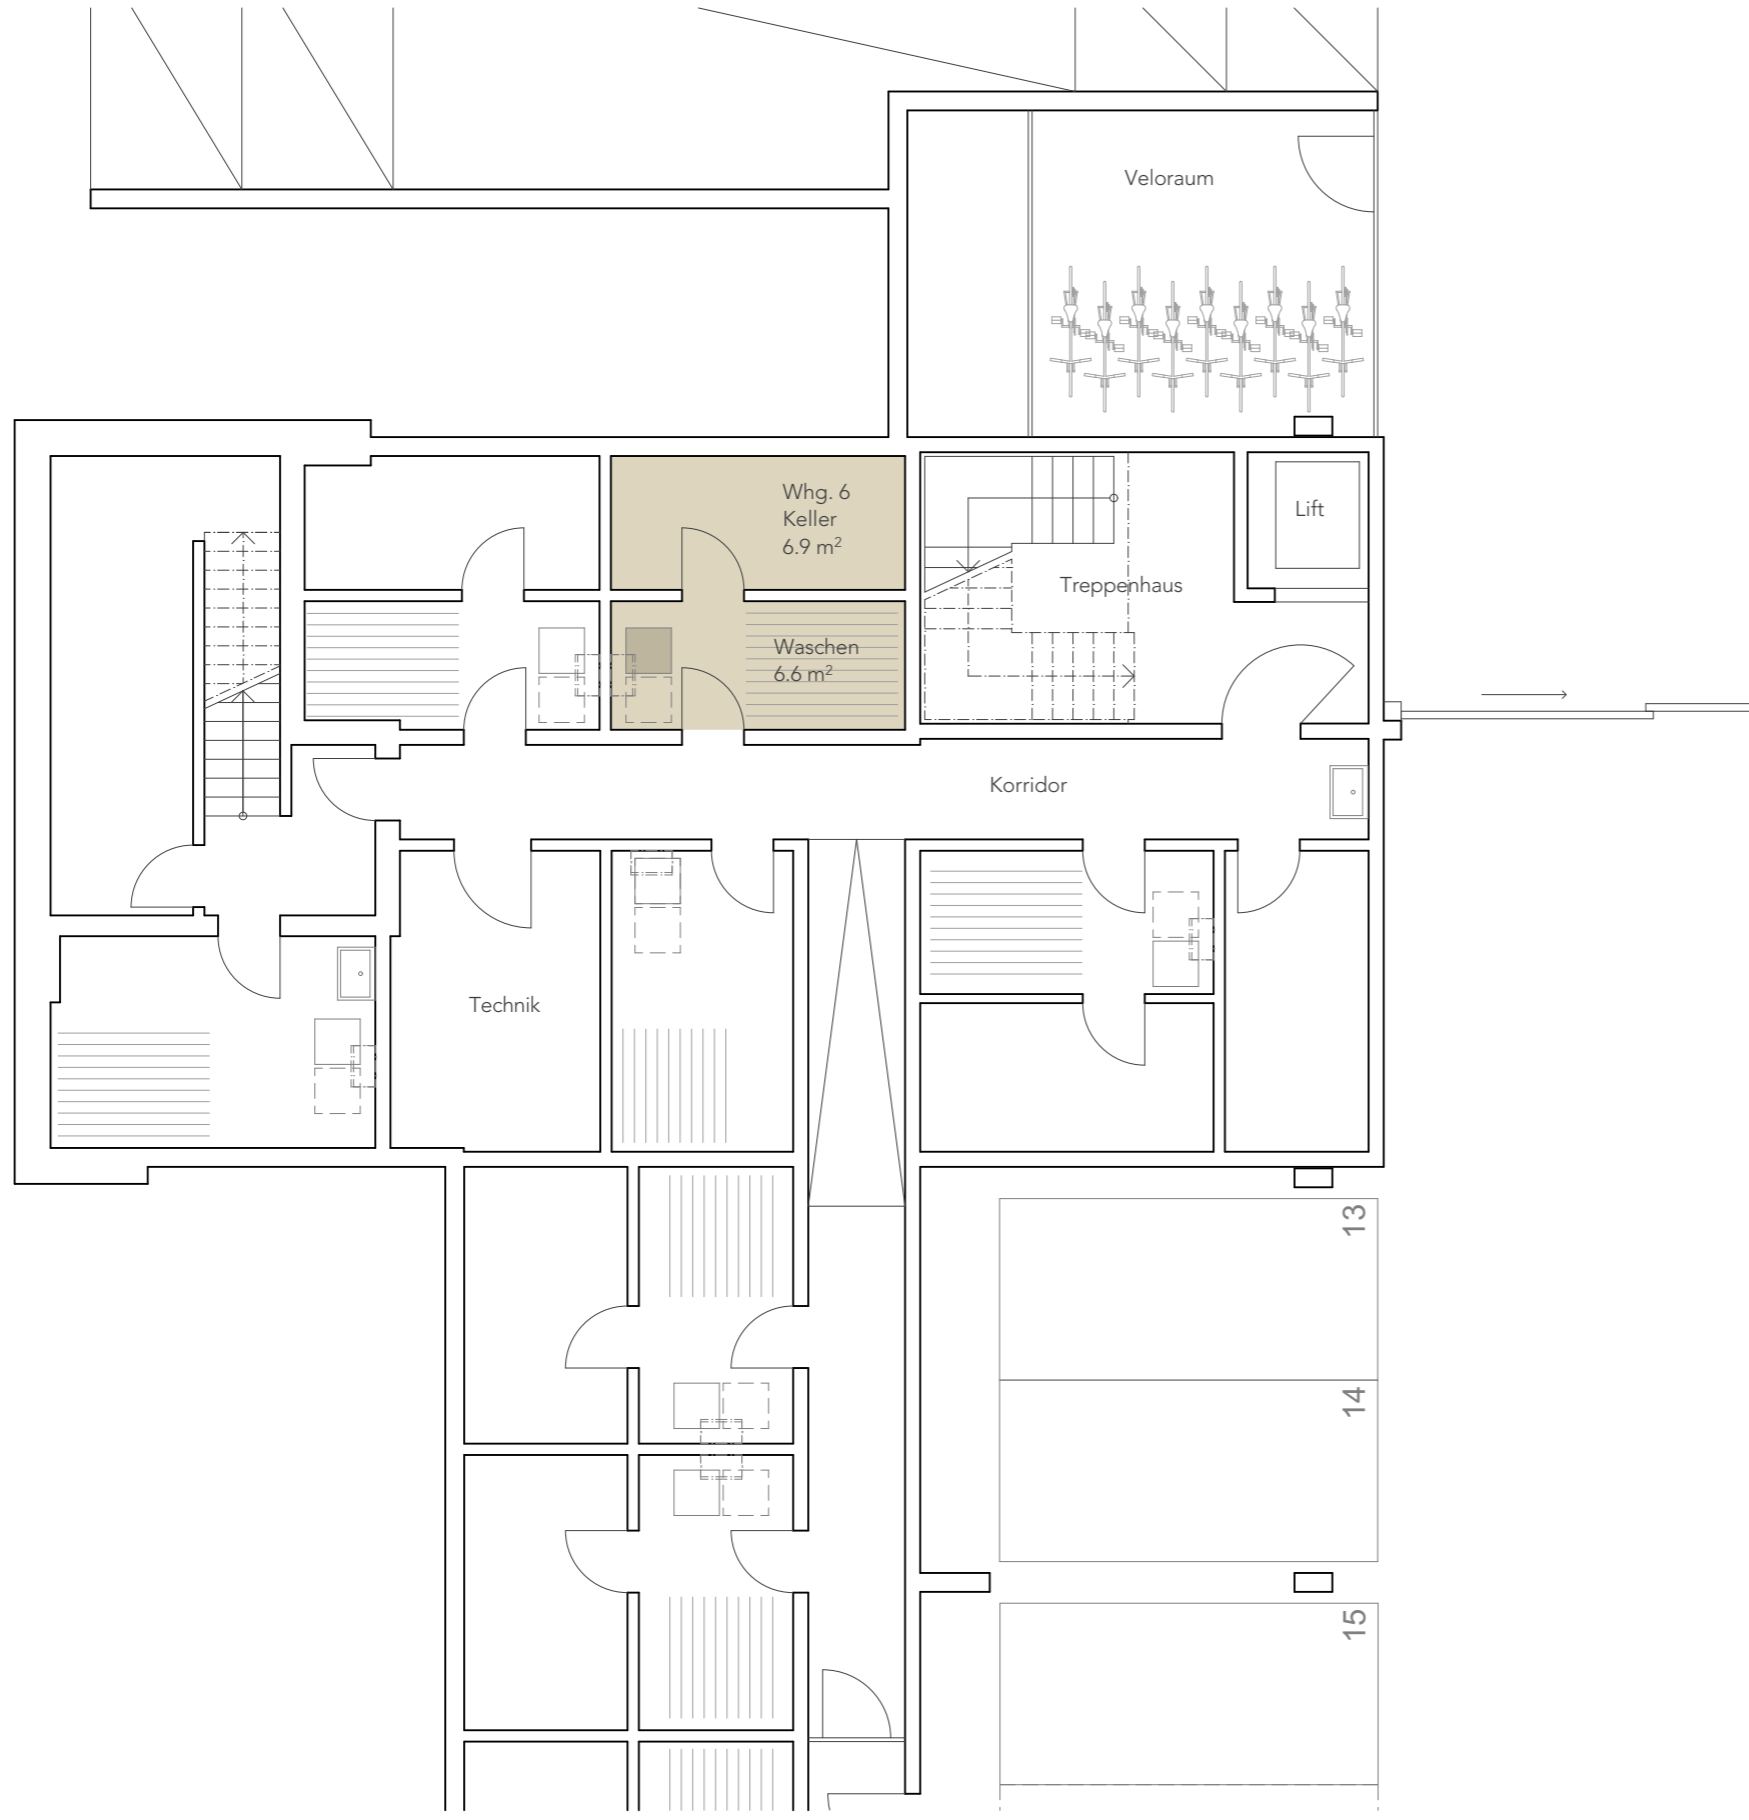 Veloraum
Whg. 6
Keller
6.9 m²
Lift
Treppenhaus
Waschen
6.6 m²
Korridor
Technik
13
14
15